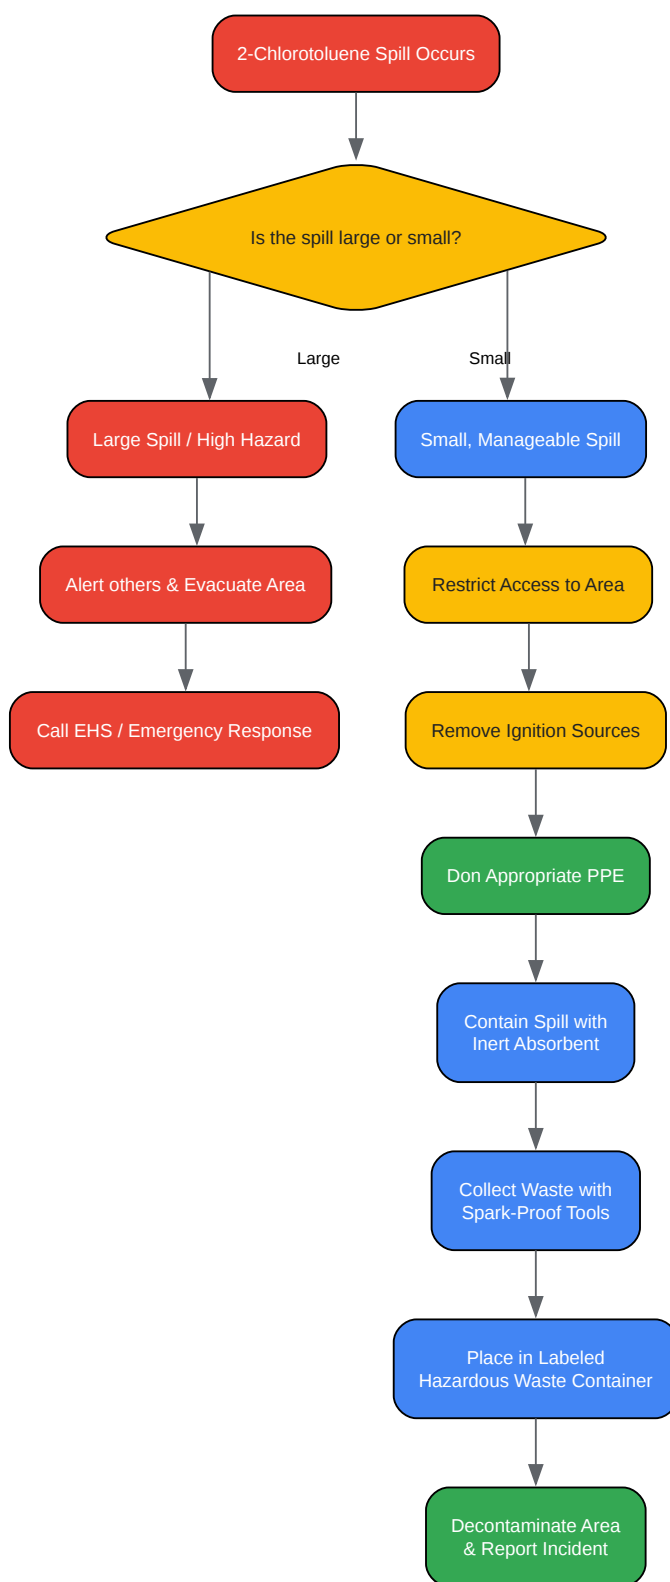 2-Chlorotoluene Spill Occurs
Is the spill large or small?
Large
Small
Large Spill / High Hazard
Small, Manageable Spill
Alert others & Evacuate Area
Restrict Access to Area
Call EHS / Emergency Response
Remove Ignition Sources
Don Appropriate PPE
Contain Spill with
Inert Absorbent
Collect Waste with
Spark-Proof Tools
Place in Labeled
Hazardous Waste Container
Decontaminate Area
& Report Incident